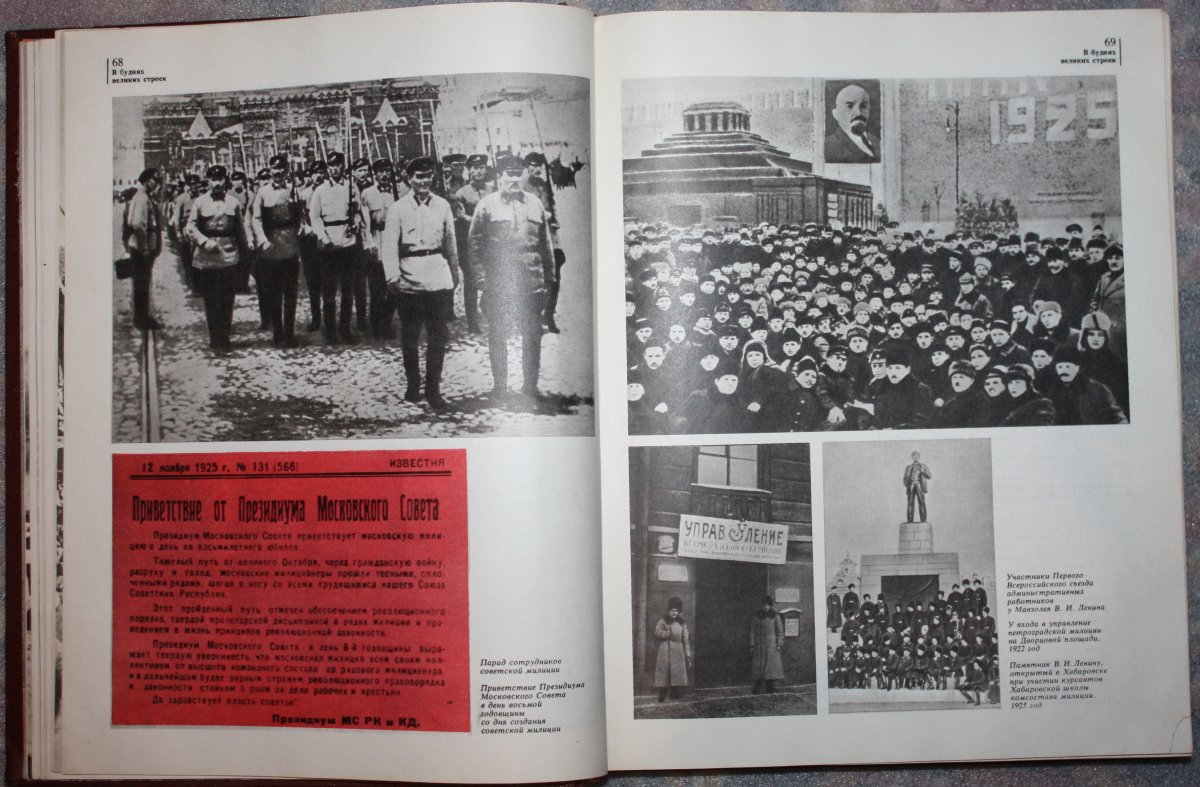 68
В буднях
великих строек
12 ноября 1925 г. № 131 (568) ИЗВЕСТИЯ
Приветствие от Президиума Московского Совета.
Президиум Московского Совета приветствует московскую мили-
цию в день ее восьмилетнего юбилея.
Тяжелый путь от великого Октября, через гражданскую войну,
разруху и голод, московские милиционеры прошли тесными, спло-
ченными рядами, шагая в ногу со всеми трудящимися нашего Союза
Советских Республик.
Этот пройденный путь отмечен обеспечением революционного
порядка, твердой пролетарской дисциплиной в рядах милиции и про-
ведением в жизнь принципов революционной законности.
Президиум Московского Совета в день 8-й годовщины выра-
жает твердую уверенность, что московская милиция всем своим кол-
лективом от высшего командного состава до рядового милиционера,
и в дальнейшем будет верным стражем революционного правопорядка
и законности стойким борцом за дело рабочих и крестьян
Да здравствует власть советов!
Президиум МС РК и КД.
Парад сотрудников
советской милиции
Приветствие Президиума
Московского Совета
в день восьмой
годовщины
со дня создания
советской милиции
69
В буднях
великих строек
1925
УПРАВЛЕНИЕ
Участники Первого
Всероссийского съезда
административных
работников
у Мавзолея В. И. Ленина
У входа в управление
петроградской милиции
на Дворцовой площади.
1922 год
Памятник В. И. Ленину,
открытый в Хабаровске
при участии курсантов
Хабаровской школы
комсостава милиции.
1925 год